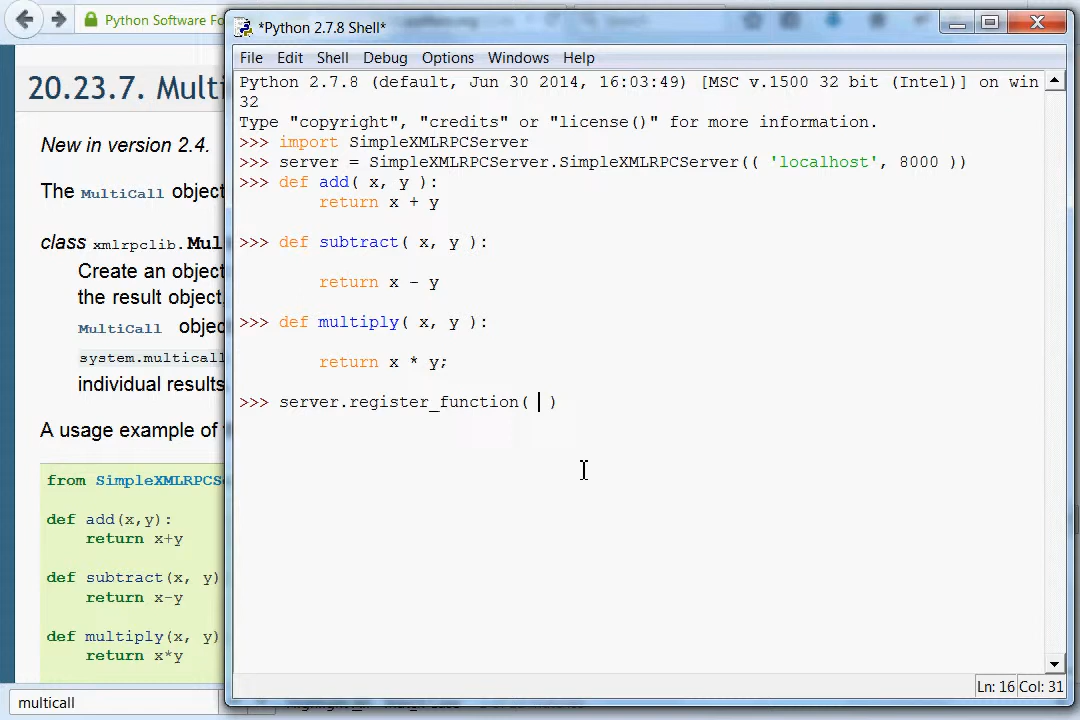 Python Software Fo
*Python 2.7.8 Shell*
File Edit Shell Debug Options Windows Help
Python 2.7.8 (default, Jun 30 2014, 16:03:49) [MSC v.1500 32 bit (Intel)] on win
32
Type "copyright", "credits" or "license()" for more information.
>>> import SimpleXMLRPCServer
>>> server = SimpleXMLRPCServer.SimpleXMLRPCServer(( 'localhost', 8000 ))
>>> def add( x, y ):
return x + y
>>> def subtract( x, y ):
return x - y
>>> def multiply( x, y ):
return x * y;
>>> server.register_function( )
Ln: 16 Col: 31
20.23.7. Multi
New in version 2.4.
The MultiCall object
class xmlrpclib.Mul
Create an object
the result object
MultiCall objec
system.multicall
individual results
A usage example of t
from SimpleXMLRPCSe
def add(x,y):
return x+y
def subtract(x, y)
return x-y
def multiply(x, y)
return x*y
multicall